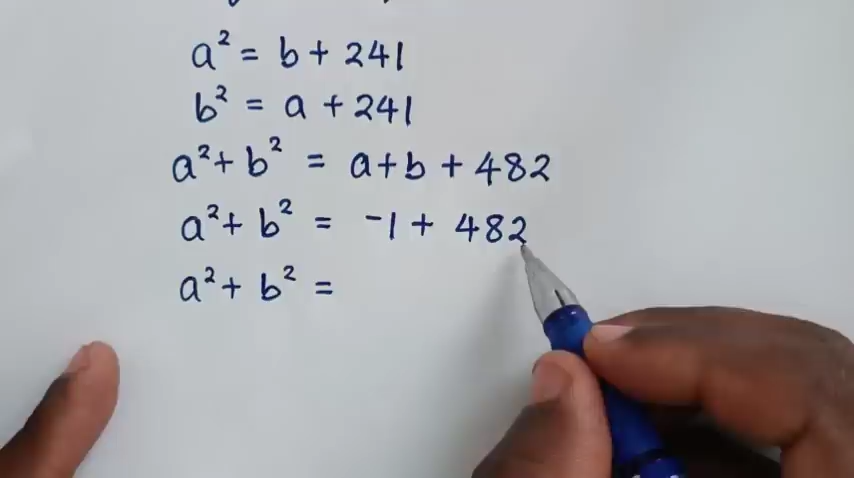 a² = b + 241
b² = a + 241
a² + b² = a + b + 482
a² + b² = -1 + 482
a² + b² =